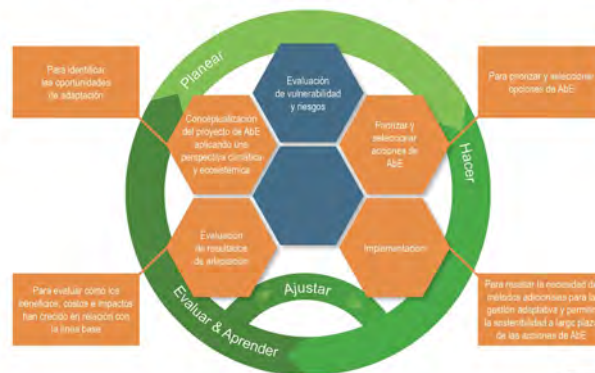 Planear
Para identificar
las oportunidades
de adaptación
Evaluación
de vulnerabilidad
y riesgos
Para priorizar y seleccionar
opciones de AbE
Conceptualización
del proyecto de AbE
aplicando una
perspectiva climática
y ecosistémica
Priorizar y
seleccionar
acciones de
AbE
Hacer
Evaluación
de resultados
de adaptación
Implementación
Ajustar
Para evaluar cómo los
beneficios, costos e impactos
han crecido en relación con
la línea base
Evaluar & Aprender
Para resaltar la necesidad de
métodos adicionales para la
gestión adaptativa y permitir
la sostenibilidad a largo plazo
de las acciones de AbE